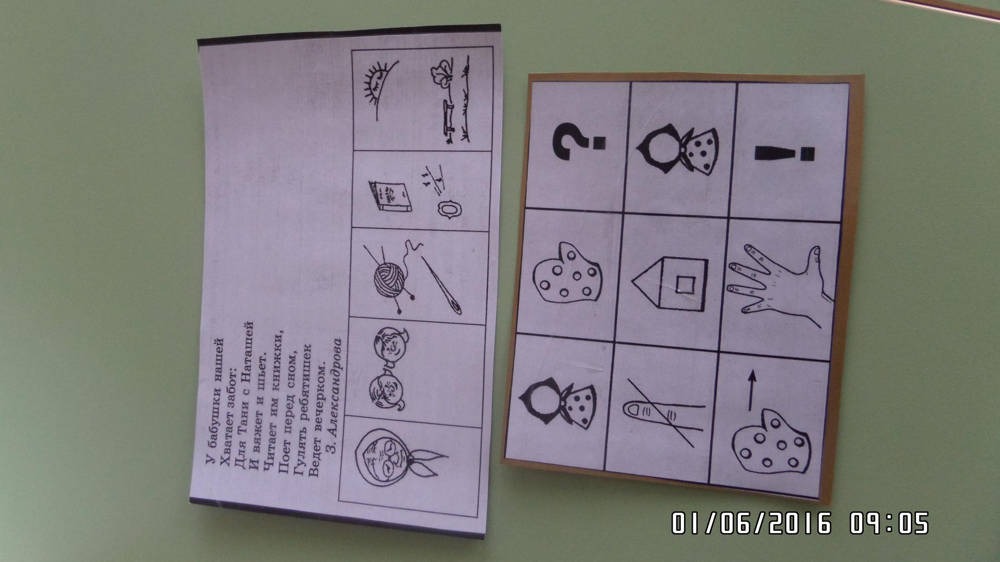 У бабушки нашей
Хватает забот:
Для Тани с Наташей
И вяжет и шьет.
Читает им книжки,
Поет перед сном,
Гулять ребятишек
Ведет вечерком.
З. Александрова
?
!
01/06/2016 09:05